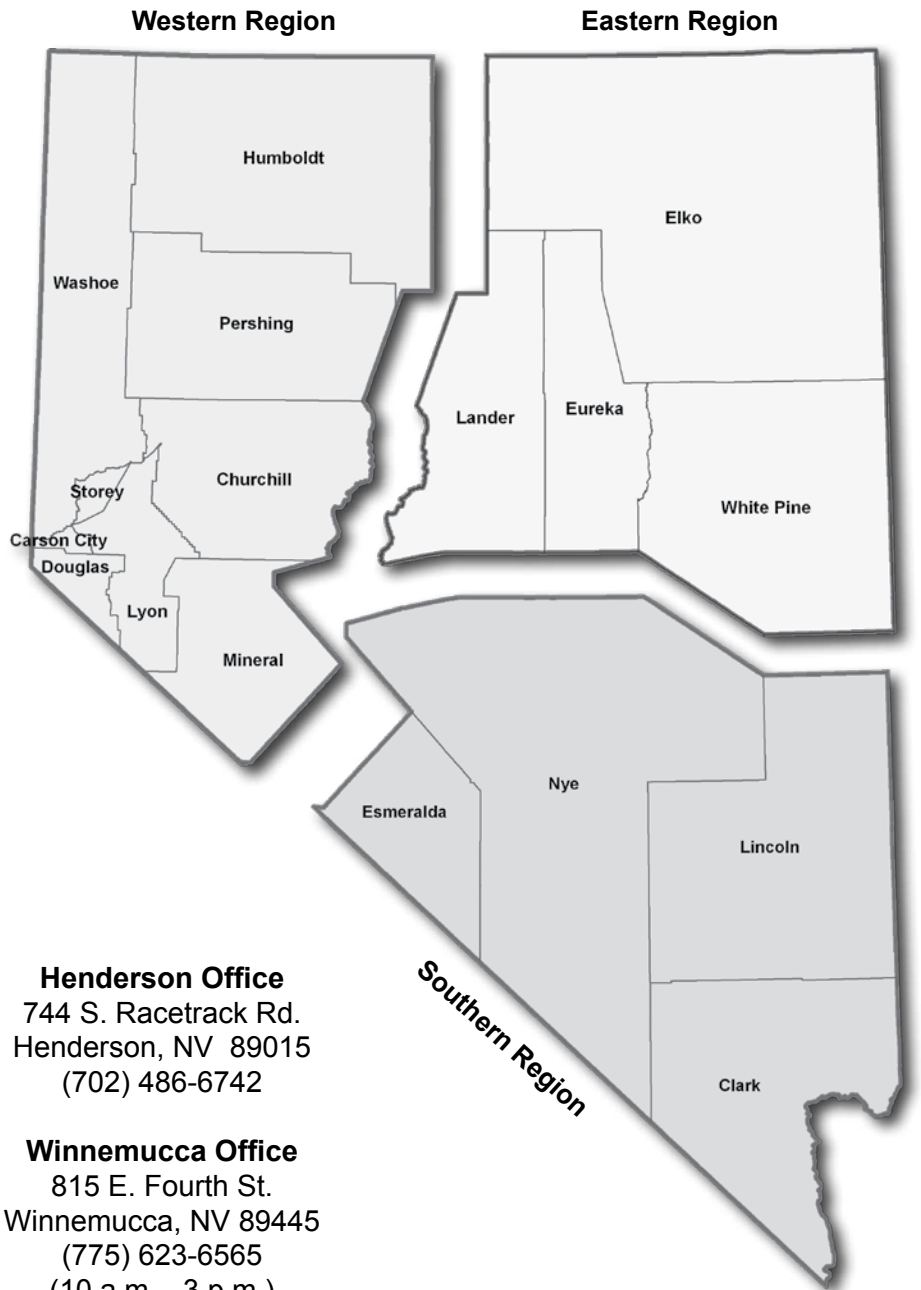 Western Region
Eastern Region
Humboldt
Elko
Washoe
Pershing
Lander
Eureka
Churchill
Storey
White Pine
Carson City
Douglas
Lyon
Mineral
Nye
Esmeralda
Lincoln
Southern Region
Clark
Henderson Office
744 S. Racetrack Rd.
Henderson, NV 89015
(702) 486-6742
Winnemucca Office
815 E. Fourth St.
Winnemucca, NV 89445
(775) 623-6565
(10 a.m. - 3 p.m.)